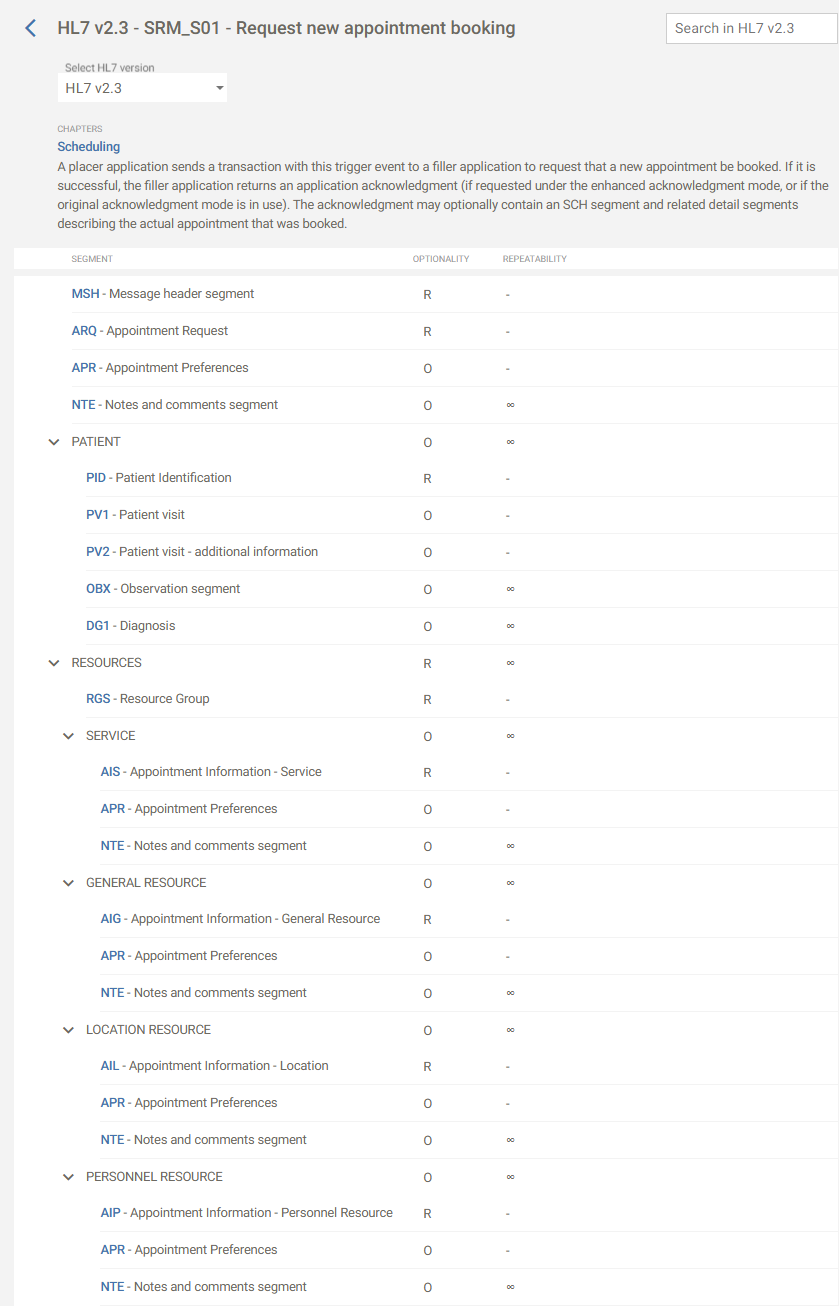 HL7 v2.3 - SRM_S01 - Request new appointment booking
Search in HL7 v2.3
Select HL7 version
HL7 v2.3
CHAPTERS
Scheduling
A placer application sends a transaction with this trigger event to a filler application to request that a new appointment be booked. If it is
successful, the filler application returns an application acknowledgment (if requested under the enhanced acknowledgment mode, or if the
original acknowledgment mode is in use). The acknowledgment may optionally contain an SCH segment and related detail segments
describing the actual appointment that was booked.
SEGMENT OPTIONALITY REPEATABILITY
MSH - Message header segment R -
ARQ - Appointment Request R -
APR - Appointment Preferences O -
NTE - Notes and comments segment O ∞
PATIENT O ∞
PID - Patient Identification R -
PV1 - Patient visit O -
PV2 - Patient visit - additional information O -
OBX - Observation segment O ∞
DG1 - Diagnosis O ∞
RESOURCES R ∞
RGS - Resource Group R -
SERVICE O ∞
AIS - Appointment Information - Service R -
APR - Appointment Preferences O -
NTE - Notes and comments segment O ∞
GENERAL RESOURCE O ∞
AIG - Appointment Information - General Resource R -
APR - Appointment Preferences O -
NTE - Notes and comments segment O ∞
LOCATION RESOURCE O ∞
AIL - Appointment Information - Location R -
APR - Appointment Preferences O -
NTE - Notes and comments segment O ∞
PERSONNEL RESOURCE O ∞
AIP - Appointment Information - Personnel Resource R -
APR - Appointment Preferences O -
NTE - Notes and comments segment O ∞